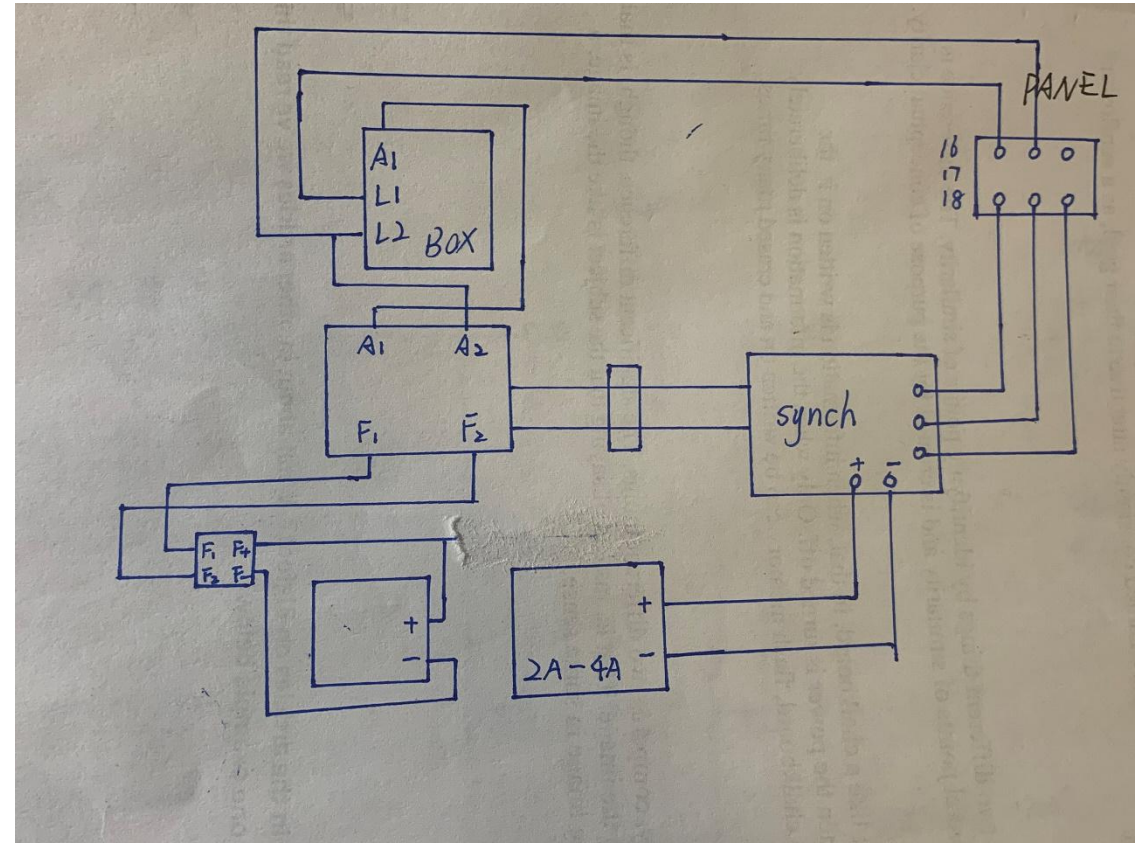 PANEL
16
17
18
A1
L1
L2
BOX
A1 A2
F1 F2
synch
+ -
F1 F+
F2 F-
+
-
+
-
2A-4A